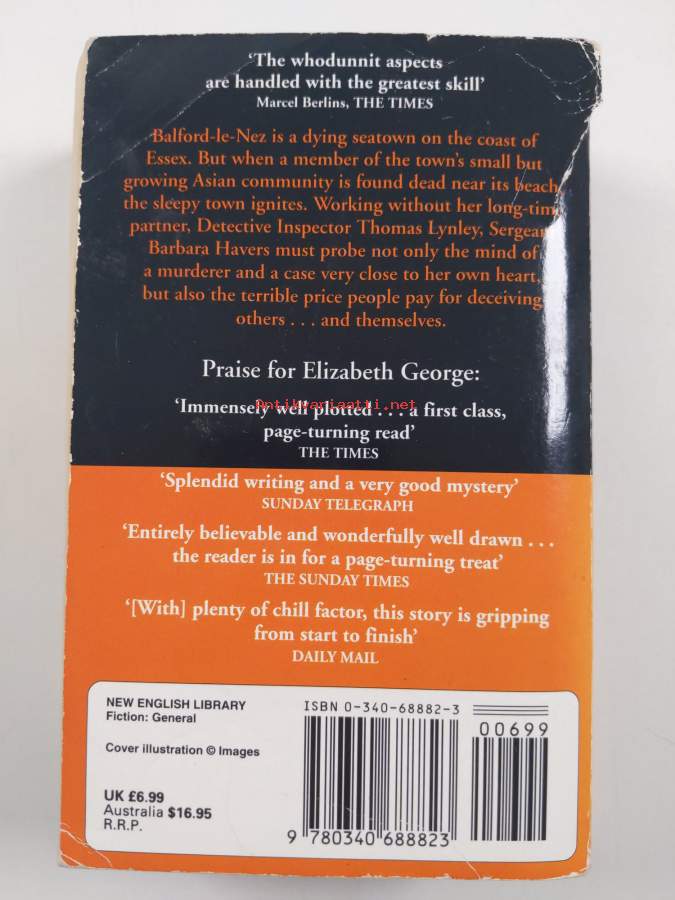 ‘The whodunnit aspects
are handled with the greatest skill’
Marcel Berlins, THE TIMES
Balford-le-Nez is a dying seatown on the coast of
Essex. But when a member of the town's small but
growing Asian community is found dead near its beach,
the sleepy town ignites. Working without her long-tim
partner, Detective Inspector Thomas Lynley, Sergean
Barbara Havers must probe not only the mind of
a murderer and a case very close to her own heart,
but also the terrible price people pay for deceiving
others . . . and themselves.
Praise for Elizabeth George:
Antikvariaatti.net
‘Immensely well plotted . . . a first class,
page-turning read’
THE TIMES
‘Splendid writing and a very good mystery’
SUNDAY TELEGRAPH
‘Entirely believable and wonderfully well drawn . . .
the reader is in for a page-turning treat’
THE SUNDAY TIMES
‘[With] plenty of chill factor, this story is gripping
from start to finish’
DAILY MAIL
NEW ENGLISH LIBRARY
Fiction: General
Cover illustration © Images
UK £6.99
Australia $16.95
R.R.P.
ISBN 0-340-68882-3
00699
9 780340 688823